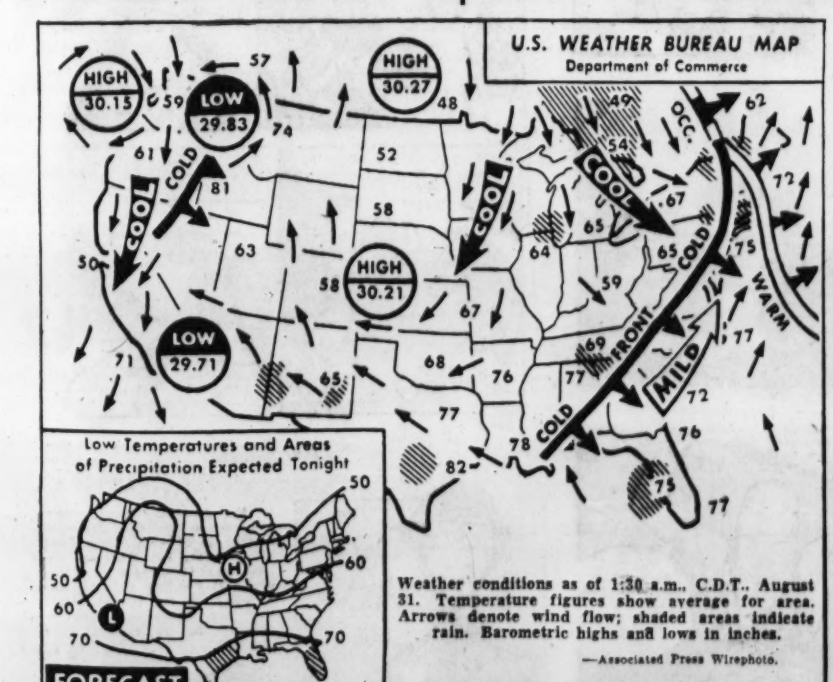 U.S. WEATHER BUREAU MAP
Department of Commerce
HIGH
30.15
59
57
LOW
29.83
74
HIGH
30.27
48
49
54
OCC.
62
61
COLD
81
COOL
52
COOL
COOL
67
72
58
63
65
64
65
COLD
75
50
58
HIGH
30.21
59
WARM
67
LOW
29.71
71
65
68
76
69
FRONT
77
77
MILD
72
77
COLD
78
76
82
75
77
Low Temperatures and Areas
of Precipitation Expected Tonight
50
H
60
50
60
L
70
70
FORECAST
Weather conditions as of 1:30 a.m., C.D.T., August
31. Temperature figures show average for area.
Arrows denote wind flow; shaded areas indicate
rain. Barometric highs and lows in inches.
—Associated Press Wirephoto.